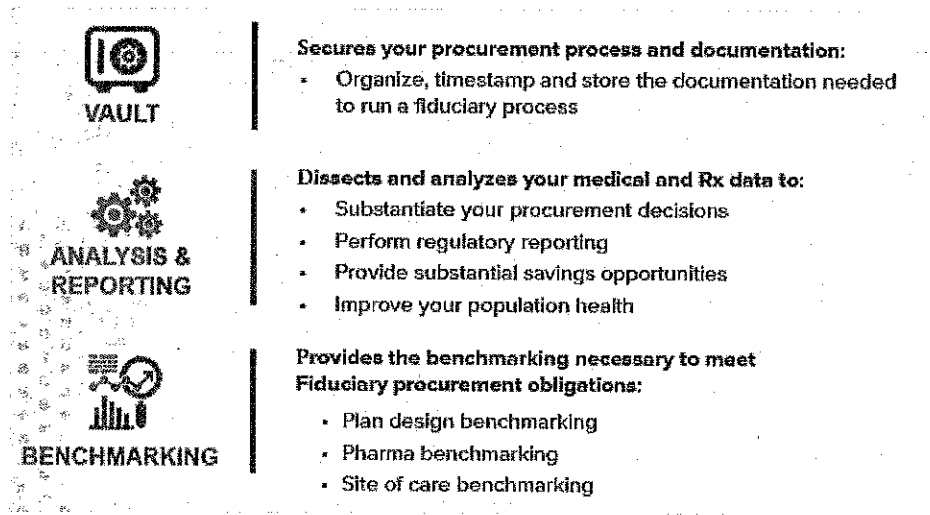 VAULT
Secures your procurement process and documentation:
- Organize, timestamp and store the documentation needed
to run a fiduciary process
ANALYSIS &
REPORTING
Dissects and analyzes your medical and Rx data to:
- Substantiate your procurement decisions
- Perform regulatory reporting
- Provide substantial savings opportunities
- Improve your population health
BENCHMARKING
Provides the benchmarking necessary to meet
Fiduciary procurement obligations:
- Plan design benchmarking
- Pharma benchmarking
- Site of care benchmarking